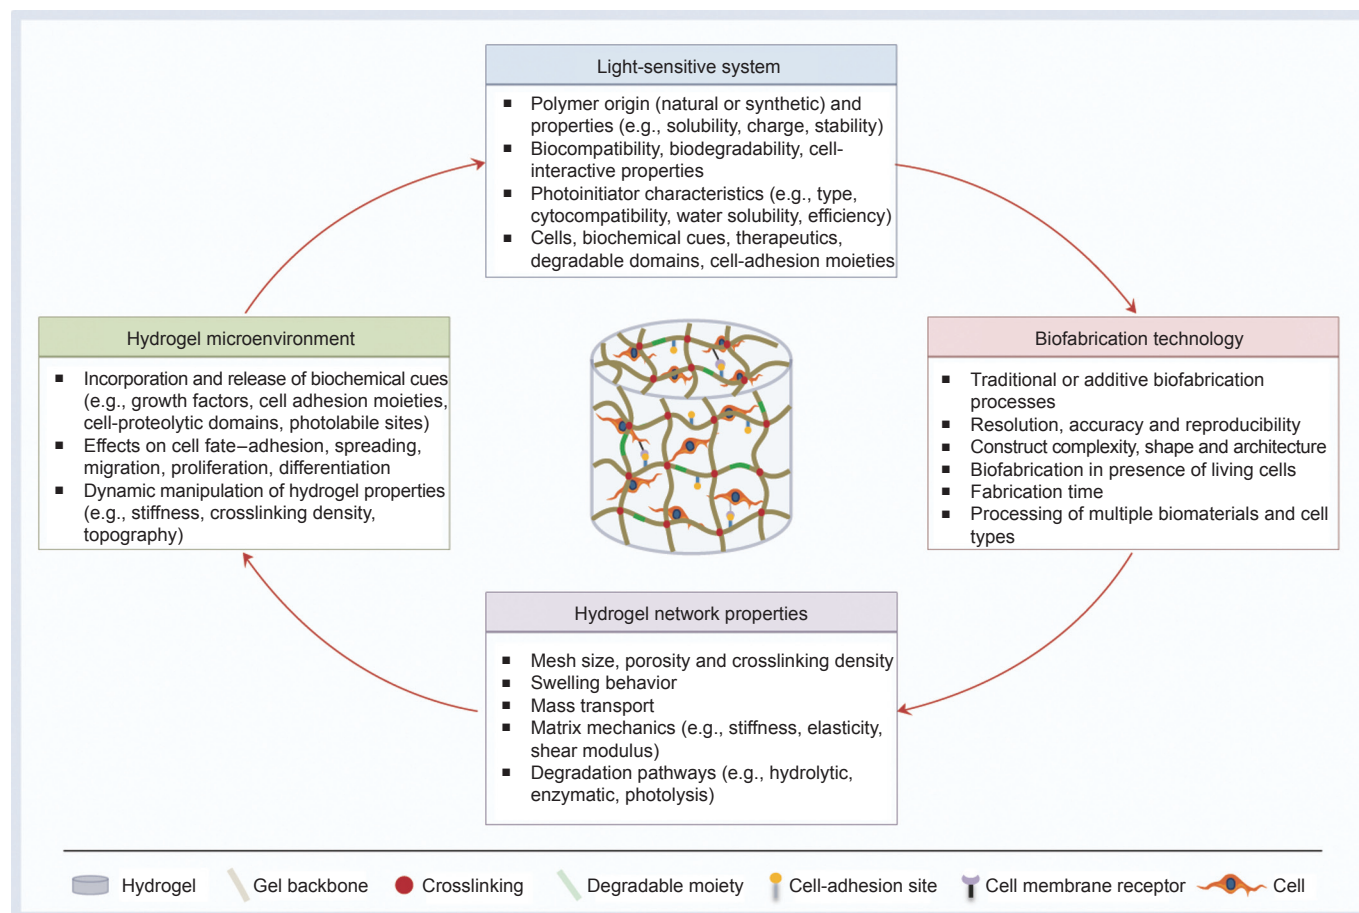 Light-sensitive system
■ Polymer origin (natural or synthetic) and
properties (e.g., solubility, charge, stability)
■ Biocompatibility, biodegradability, cell-
interactive properties
■ Photoinitiator characteristics (e.g., type,
cytocompatibility, water solubility, efficiency)
■ Cells, biochemical cues, therapeutics,
degradable domains, cell-adhesion moieties
Hydrogel microenvironment
■ Incorporation and release of biochemical cues
(e.g., growth factors, cell adhesion moieties,
cell-proteolytic domains, photolabile sites)
■ Effects on cell fate–adhesion, spreading,
migration, proliferation, differentiation
■ Dynamic manipulation of hydrogel properties
(e.g., stiffness, crosslinking density,
topography)
Biofabrication technology
■ Traditional or additive biofabrication
processes
■ Resolution, accuracy and reproducibility
■ Construct complexity, shape and architecture
■ Biofabrication in presence of living cells
■ Fabrication time
■ Processing of multiple biomaterials and cell
types
Hydrogel network properties
■ Mesh size, porosity and crosslinking density
■ Swelling behavior
■ Mass transport
■ Matrix mechanics (e.g., stiffness, elasticity,
shear modulus)
■ Degradation pathways (e.g., hydrolytic,
enzymatic, photolysis)
Hydrogel Gel backbone Crosslinking Degradable moiety Cell-adhesion site Cell membrane receptor Cell